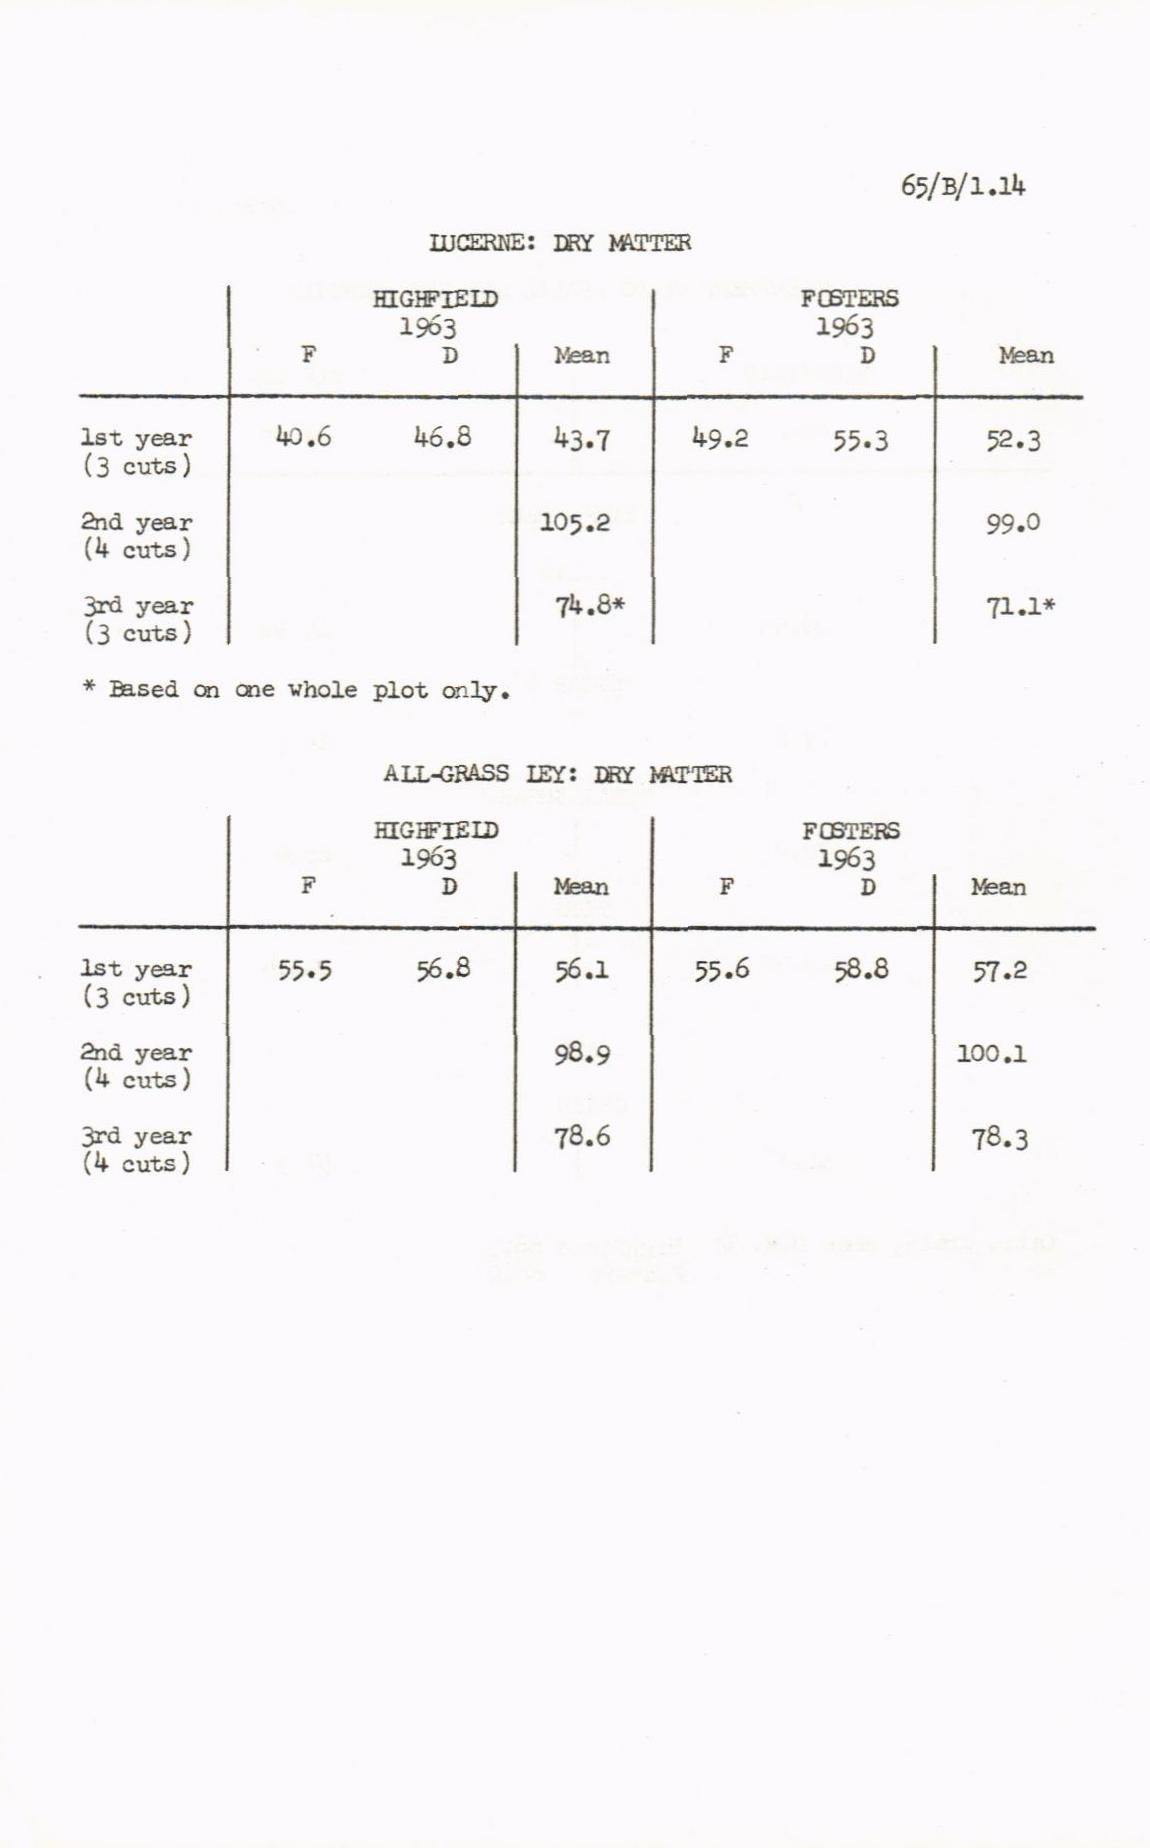 65/B/1.14
LUCERNE: DRY MATTER
HIGHFIELD FOSTERS
1963 1963
F D Mean F D Mean
1st year 40.6 46.8 43.7 49.2 55.3 52.3
(3 cuts)
2nd year 105.2 99.0
(4 cuts)
3rd year 74.8* 71.1*
(3 cuts)
* Based on one whole plot only.
ALL-GRASS LEY: DRY MATTER
HIGHFIELD FOSTERS
1963 1963
F D Mean F D Mean
1st year 55.5 56.8 56.1 55.6 58.8 57.2
(3 cuts)
2nd year 98.9 100.1
(4 cuts)
3rd year 78.6 78.3
(4 cuts)